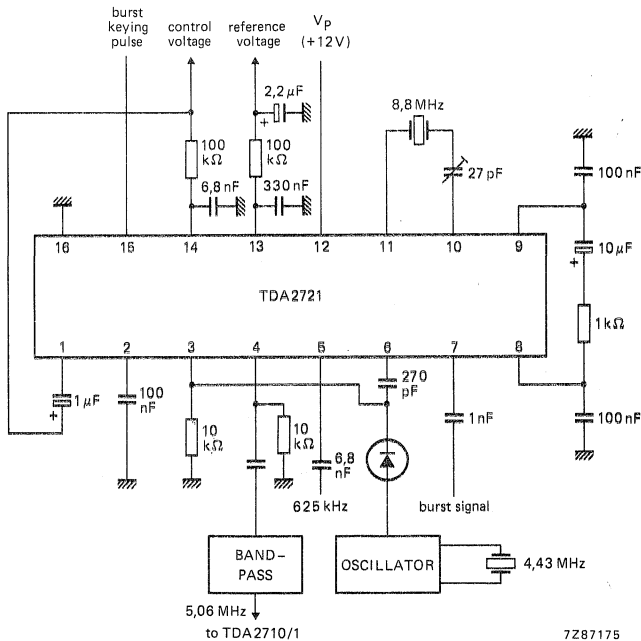 burst
keying
pulse
control
voltage
reference
voltage
VP
(+12V)
2,2 μF
+
8,8 MHz
100
kΩ
100
kΩ
6,8 nF
330 nF
27 pF
100 nF
10 μF
+
1 kΩ
100 nF
16
15
14
13
12
11
10
9
TDA2721
1
2
3
4
5
6
7
8
1 μF
+
100
nF
10
kΩ
10
kΩ
6,8
nF
270
pF
1 nF
625 kHz
burst signal
BAND-
PASS
OSCILLATOR
4,43 MHz
5,06 MHz
to TDA2710/1
7Z87175